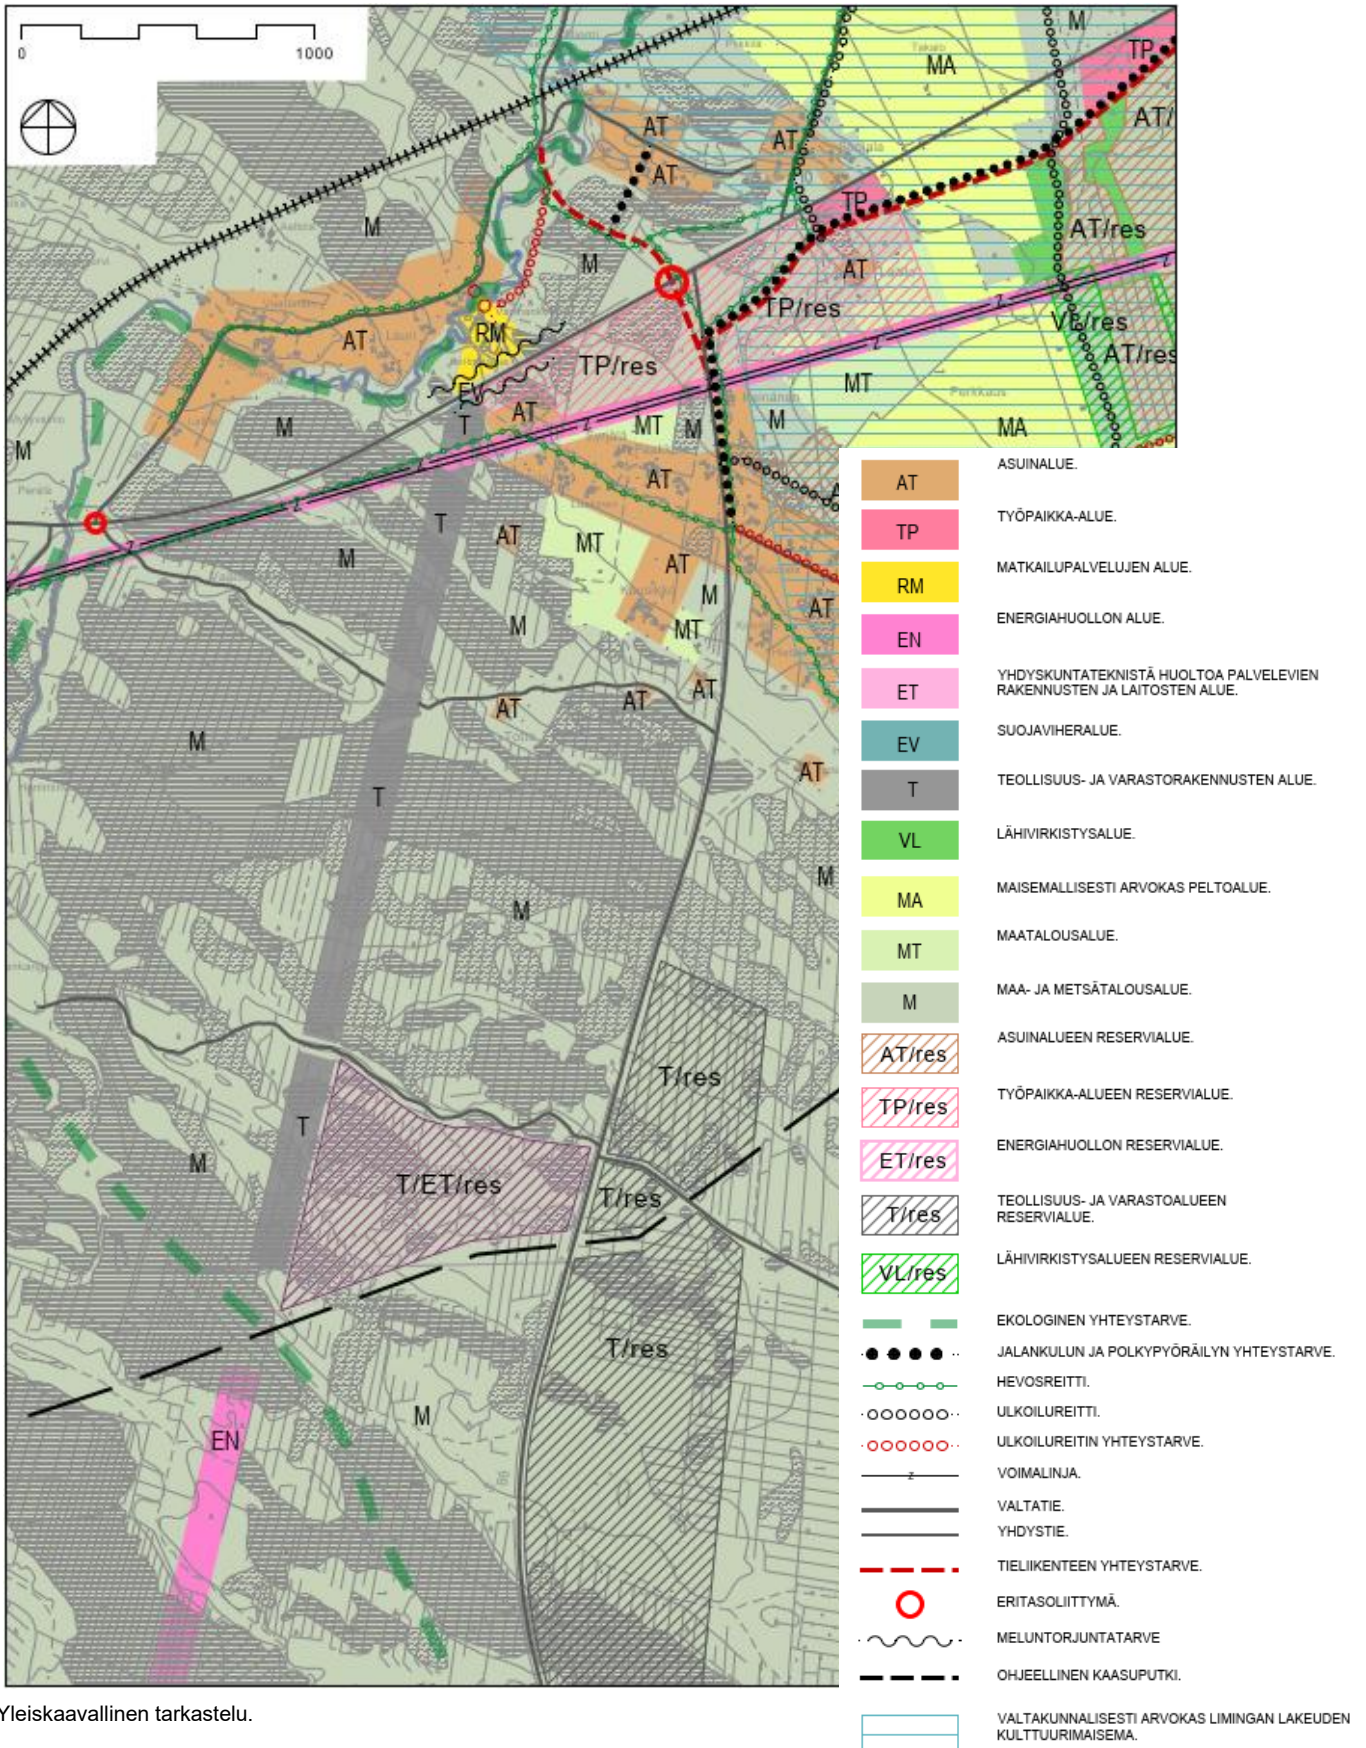 0 1000
M
TP
MA
AT/
AT
AT
AT
TP
M
AT/res
M
AT
TP/res
VL/res
RM
AT
AT/res
TP/res
EV
MT
AT
T
MT
M
M
MA
M
M
AT
T
AT
MT
M
AT
M
AT
M
MT
AT
AT
AT
M
AT
T
M
M
T/res
T
M
T/ET/res
T/res
T/res
M
EN
AT ASUINALUE.
TP TYÖPAIKKA-ALUE.
RM MATKAILUPALVELUJEN ALUE.
EN ENERGIAHUOLLON ALUE.
ET YHDYSKUNTATEKNISTÄ HUOLTOA PALVELEVIEN
RAKENNUSTEN JA LAITOSTEN ALUE.
EV SUOJAVIHERALUE.
T TEOLLISUUS- JA VARASTORAKENNUSTEN ALUE.
VL LÄHIVIRKISTYSALUE.
MA MAISEMALLISESTI ARVOKAS PELTOALUE.
MT MAATALOUSALUE.
M MAA- JA METSÄTALOUSALUE.
AT/res ASUINALUEEN RESERVIALUE.
TP/res TYÖPAIKKA-ALUEEN RESERVIALUE.
ET/res ENERGIAHUOLLON RESERVIALUE.
T/res TEOLLISUUS- JA VARASTOALUEEN
RESERVIALUE.
VL/res LÄHIVIRKISTYSALUEEN RESERVIALUE.
EKOLOGINEN YHTEYSTARVE.
JALANKULUN JA POLKYPYÖRÄILYN YHTEYSTARVE.
HEVOSREITTI.
ULKOILUREITTI.
ULKOILUREITIN YHTEYSTARVE.
z VOIMALINJA.
VALTATIE.
YHDYSTIE.
TIELIIKENTEEN YHTEYSTARVE.
ERITASOLIITTYMÄ.
MELUNTORJUNTATARVE
OHJEELLINEN KAASUPUTKI.
VALTAKUNNALLISESTI ARVOKAS LIMINGAN LAKEUDEN
KULTTUURIMAISEMA.
Yleiskaavallinen tarkastelu.